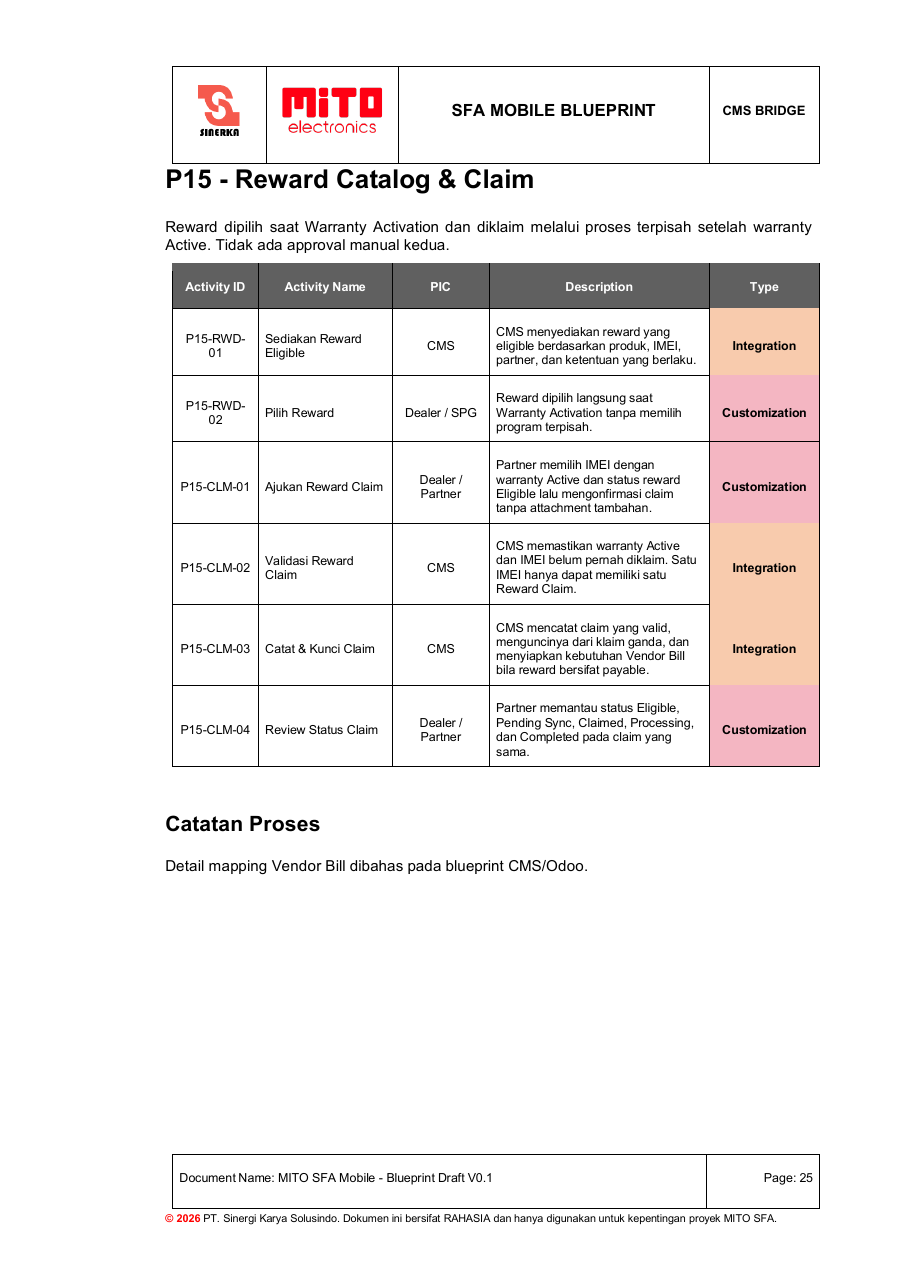 SINERKA
MiTO
electronics
SFA MOBILE BLUEPRINT
CMS BRIDGE
P15 - Reward Catalog & Claim
Reward dipilih saat Warranty Activation dan diklaim melalui proses terpisah setelah warranty
Active. Tidak ada approval manual kedua.
Activity ID
Activity Name
PIC
Description
Type
P15-RWD-
01
Sediakan Reward
Eligible
CMS
CMS menyediakan reward yang
eligible berdasarkan produk, IMEI,
partner, dan ketentuan yang berlaku.
Integration
P15-RWD-
02
Pilih Reward
Dealer / SPG
Reward dipilih langsung saat
Warranty Activation tanpa memilih
program terpisah.
Customization
P15-CLM-01
Ajukan Reward Claim
Dealer /
Partner
Partner memilih IMEI dengan
warranty Active dan status reward
Eligible lalu mengonfirmasi claim
tanpa attachment tambahan.
Customization
P15-CLM-02
Validasi Reward
Claim
CMS
CMS memastikan warranty Active
dan IMEI belum pernah diklaim. Satu
IMEI hanya dapat memiliki satu
Reward Claim.
Integration
P15-CLM-03
Catat & Kunci Claim
CMS
CMS mencatat claim yang valid,
menguncinya dari klaim ganda, dan
menyiapkan kebutuhan Vendor Bill
bila reward bersifat payable.
Integration
P15-CLM-04
Review Status Claim
Dealer /
Partner
Partner memantau status Eligible,
Pending Sync, Claimed, Processing,
dan Completed pada claim yang
sama.
Customization
Catatan Proses
Detail mapping Vendor Bill dibahas pada blueprint CMS/Odoo.
Document Name: MITO SFA Mobile - Blueprint Draft V0.1
Page: 25
© 2026 PT. Sinergi Karya Solusindo. Dokumen ini bersifat RAHASIA dan hanya digunakan untuk kepentingan proyek MITO SFA.